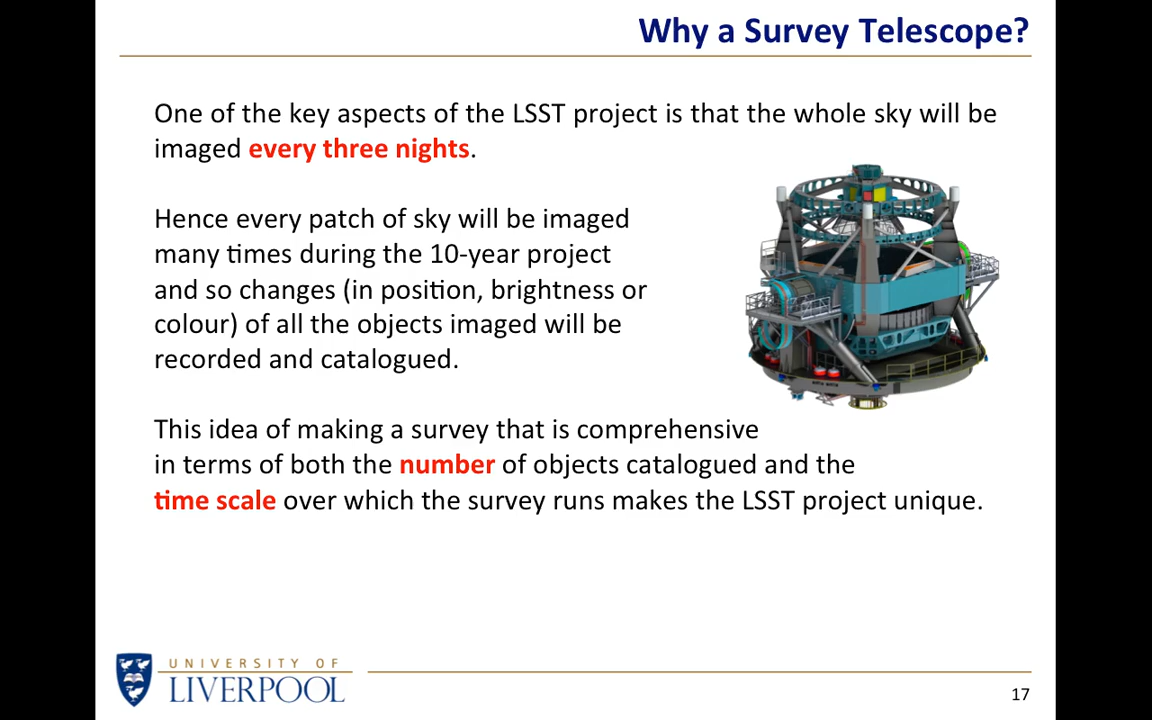 Why a Survey Telescope?
One of the key aspects of the LSST project is that the whole sky will be
imaged every three nights.
Hence every patch of sky will be imaged
many times during the 10-year project
and so changes (in position, brightness or
colour) of all the objects imaged will be
recorded and catalogued.
This idea of making a survey that is comprehensive
in terms of both the number of objects catalogued and the
time scale over which the survey runs makes the LSST project unique.
UNIVERSITY OF
LIVERPOOL
17